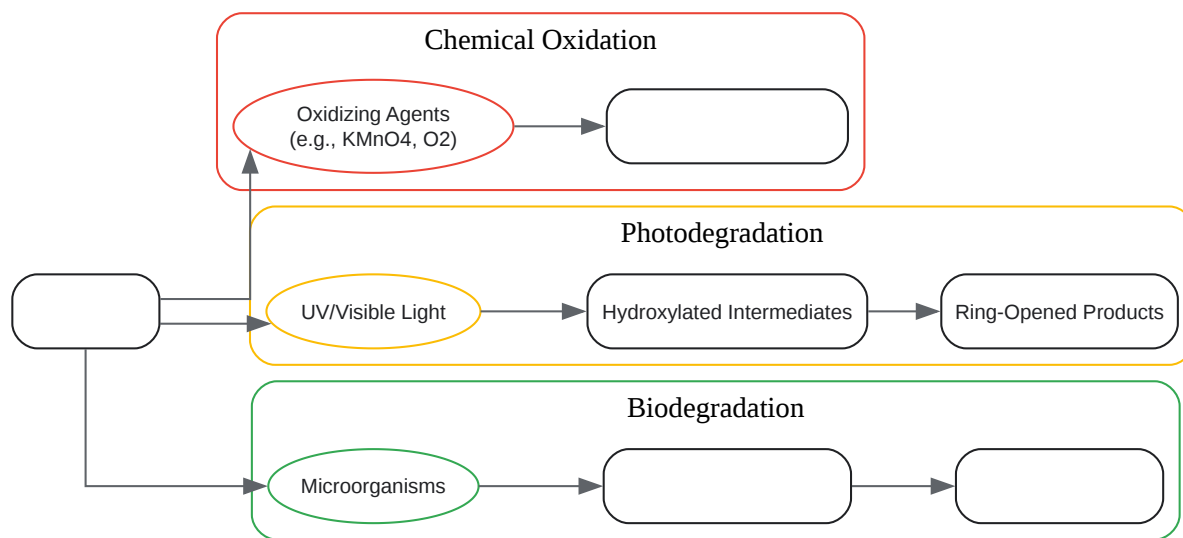 Chemical Oxidation
Oxidizing Agents
(e.g., KMnO4, O2)
Photodegradation
UV/Visible Light
Hydroxylated Intermediates
Ring-Opened Products
Biodegradation
Microorganisms